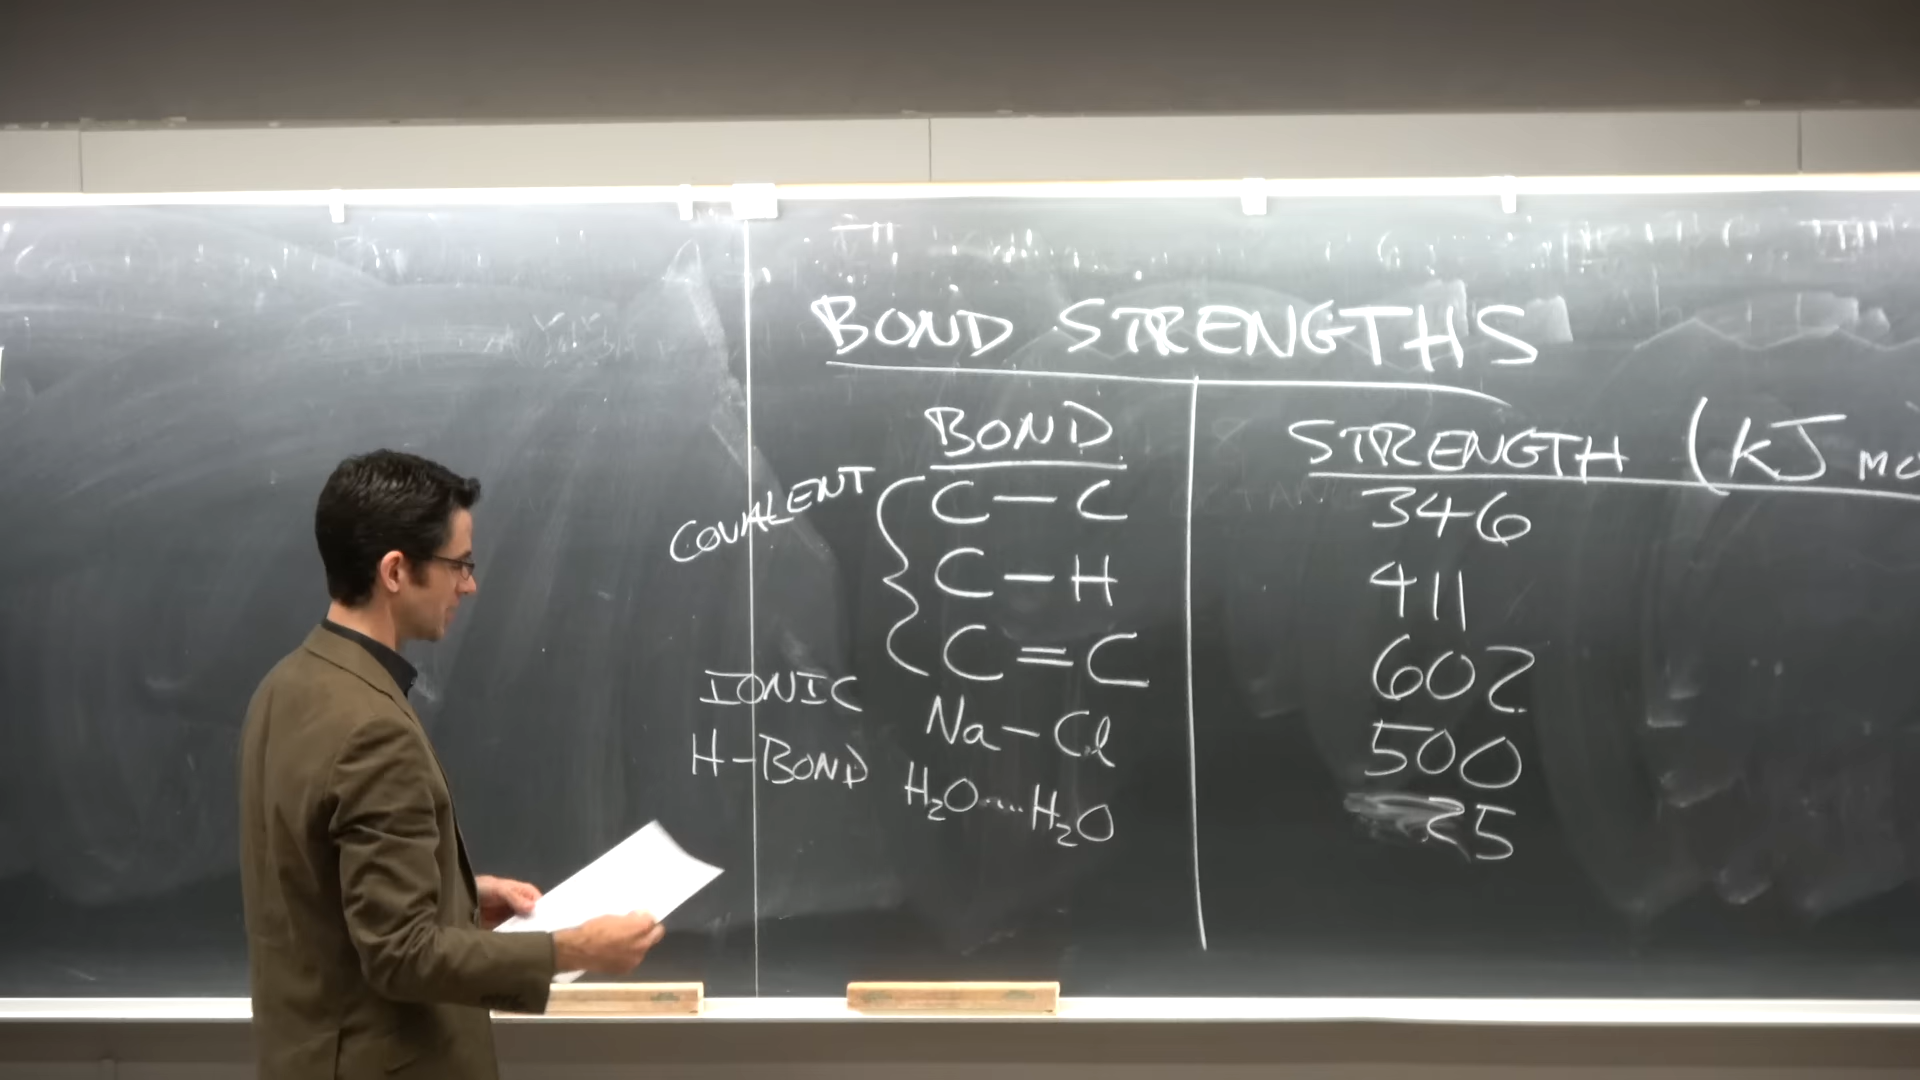 BOND STRENGTHS
BOND STRENGTH (kJ
COVALENT C – C 346
C – H 411
C = C 602
IONIC Na – Cl 500
H-BOND H₂O....H₂O 25